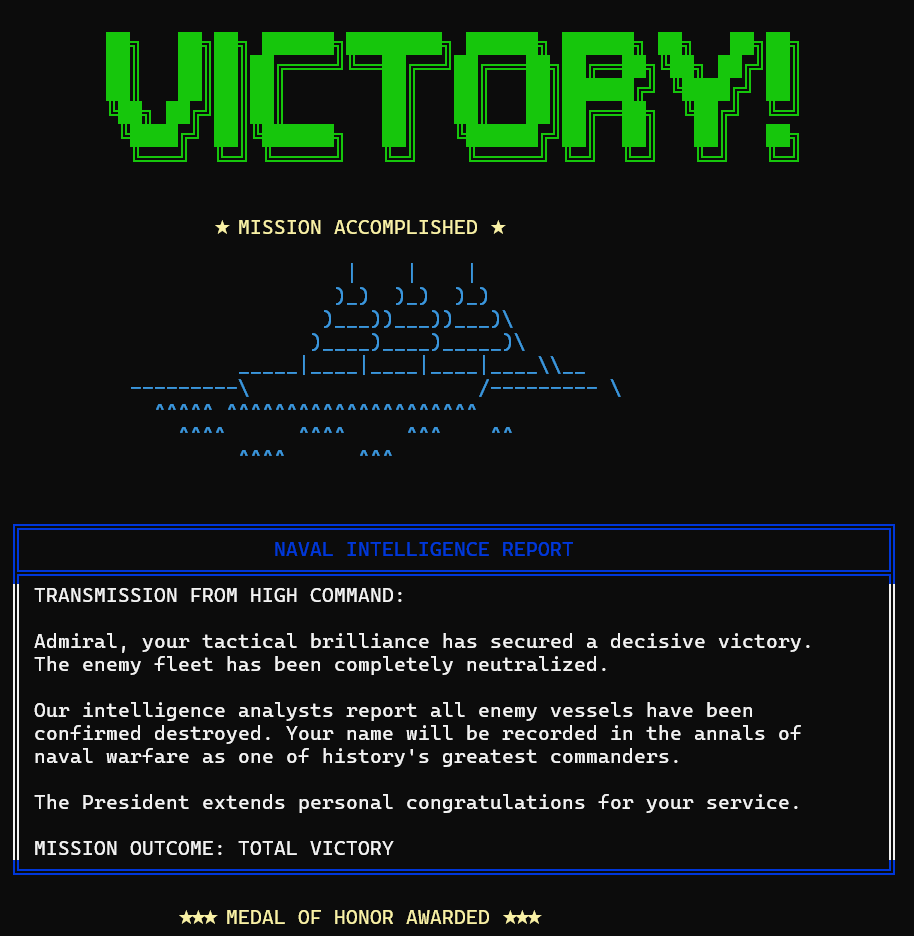 VICTORY!
★ MISSION ACCOMPLISHED ★
NAVAL INTELLIGENCE REPORT
TRANSMISSION FROM HIGH COMMAND:
Admiral, your tactical brilliance has secured a decisive victory.
The enemy fleet has been completely neutralized.
Our intelligence analysts report all enemy vessels have been
confirmed destroyed. Your name will be recorded in the annals of
naval warfare as one of history's greatest commanders.
The President extends personal congratulations for your service.
MISSION OUTCOME: TOTAL VICTORY
★★★ MEDAL OF HONOR AWARDED ★★★